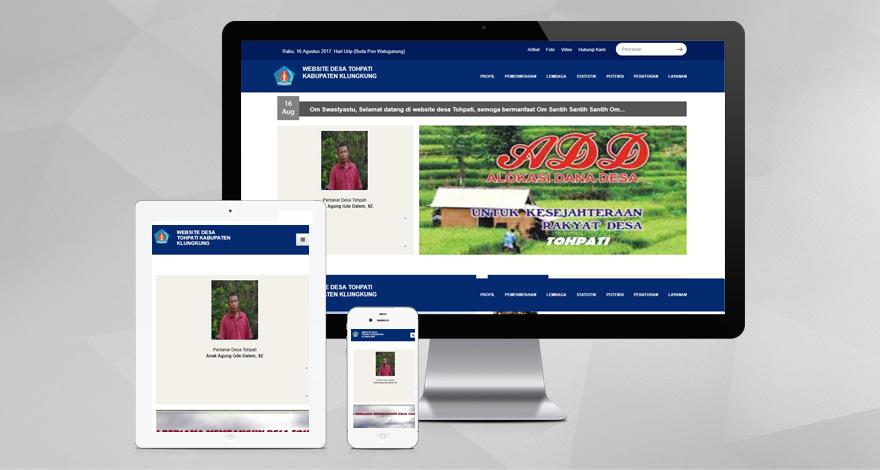 Rabu, 16 Agustus 2017. Hari Urip (Buda Pon Watugunung)
Artikel Foto Video Hubungi Kami Pencarian
WEBSITE DESA TOHPATI
KABUPATEN KLUNGKUNG
PROFIL PEMERINTAHAN LEMBAGA STATISTIK POTENSI PERATURAN LAYANAN
16
Aug
Om Swastyastu, Selamat datang di website desa Tohpati, semoga bermanfaat Om Santih Santih Santih Om...
Perbekel Desa Tohpati
Agung Gde Dalem, SE
ADD
ALOKASI DANA DESA
UNTUK KESEJAHTERAAN
RAKYAT DESA
TOHPATI
DESA TOHPATI
KLUNGKUNG
PROFIL PEMERINTAHAN LEMBAGA STATISTIK POTENSI PERATURAN LAYANAN
WEBSITE DESA
TOHPATI KABUPATEN
KLUNGKUNG
Perbekel Desa Tohpati
Anak Agung Gde Dalem, SE
WEBSITE DESA
TOHPATI KABUPATEN
KLUNGKUNG